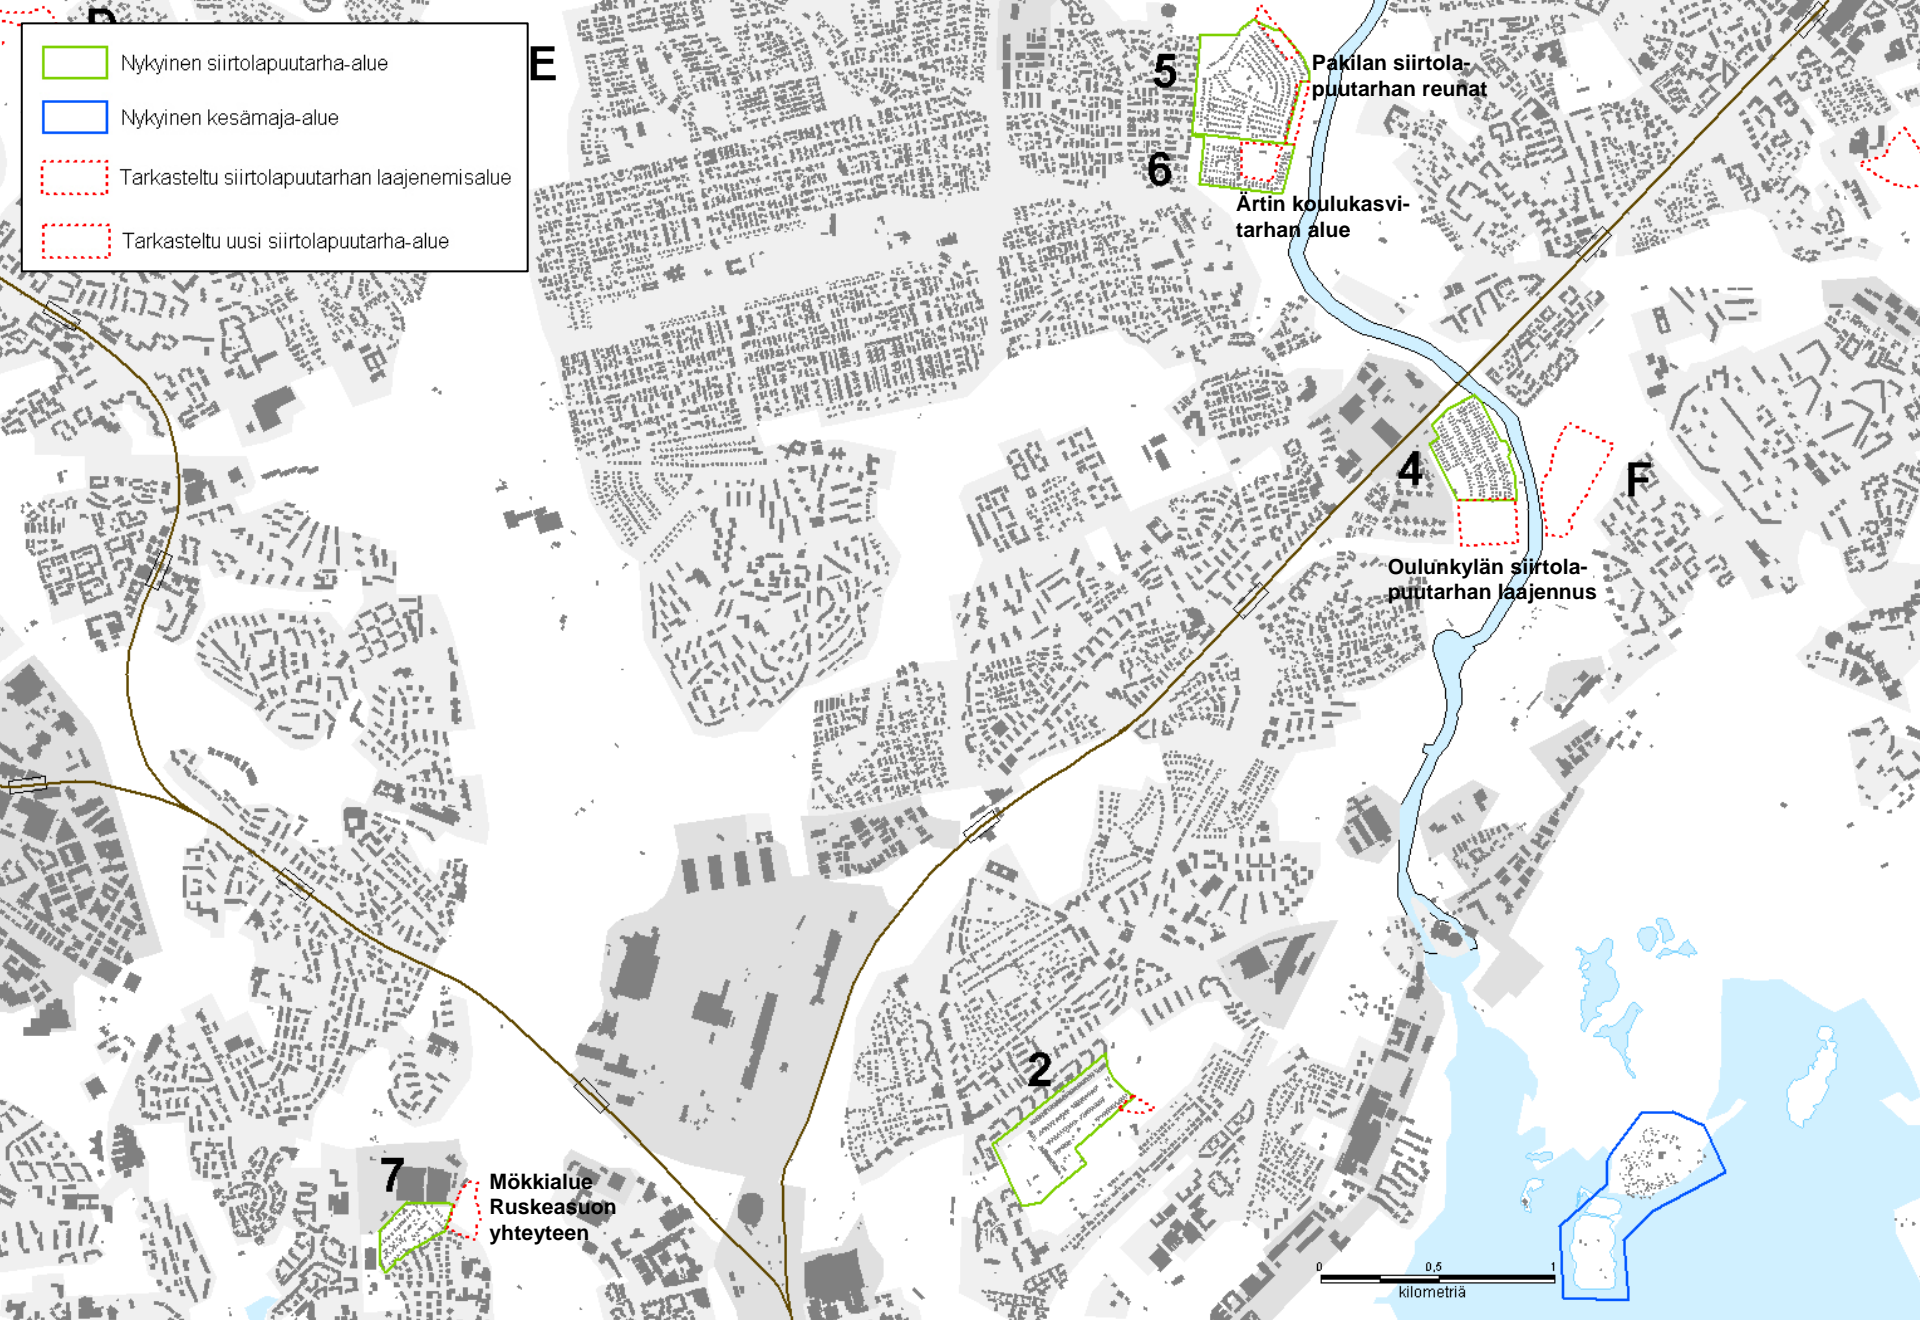 D
Nykyinen siirtolapuutarha-alue
Nykyinen kesämaja-alue
Tarkasteltu siirtolapuutarhan laajenemisalue
Tarkasteltu uusi siirtolapuutarha-alue
E
5
Pakilan siirtola-
puutarhan reunat
6
Ärtin koulukasvi-
tarhan alue
4
F
Oulunkylän siirtola-
puutarhan laajennus
2
7
Mökkialue
Ruskeasuon
yhteyteen
0 0,5 1
kilometriä